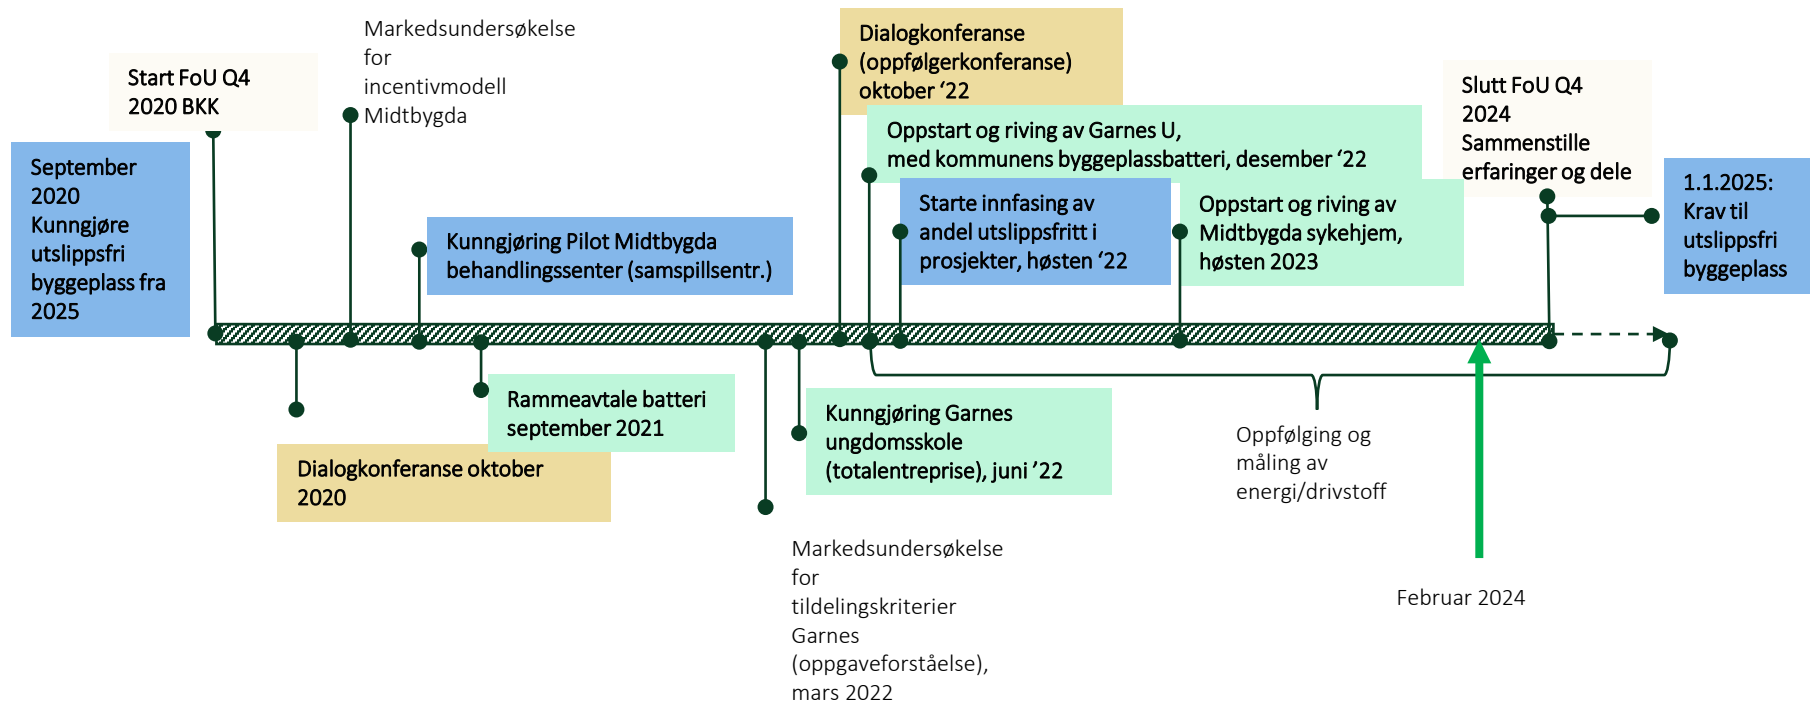 Start FoU Q4
2020 BKK
September
2020
Kunngjøre
utslippsfri
byggeplass fra
2025
Markedsundersøkelse
for
incentivmodell
Midtbygda
Kunngjøring Pilot Midtbygda
behandlingssenter (samspillsentr.)
Dialogkonferanse
(oppfølgerkonferanse)
oktober ‘22
Oppstart og riving av Garnes U,
med kommunens byggeplassbatteri, desember ‘22
Starte innfasing av
andel utslippsfritt i
prosjekter, høsten ‘22
Oppstart og riving av
Midtbygda sykehjem,
høsten 2023
Slutt FoU Q4
2024
Sammenstille
erfaringer og dele
1.1.2025:
Krav til
utslippsfri
byggeplass
Dialogkonferanse oktober
2020
Rammeavtale batteri
september 2021
Markedsundersøkelse
for
tildelingskriterier
Garnes
(oppgaveforståelse),
mars 2022
Kunngjøring Garnes
ungdomsskole
(totalentreprise), juni ’22
Oppfølging og
måling av
energi/drivstoff
Februar 2024